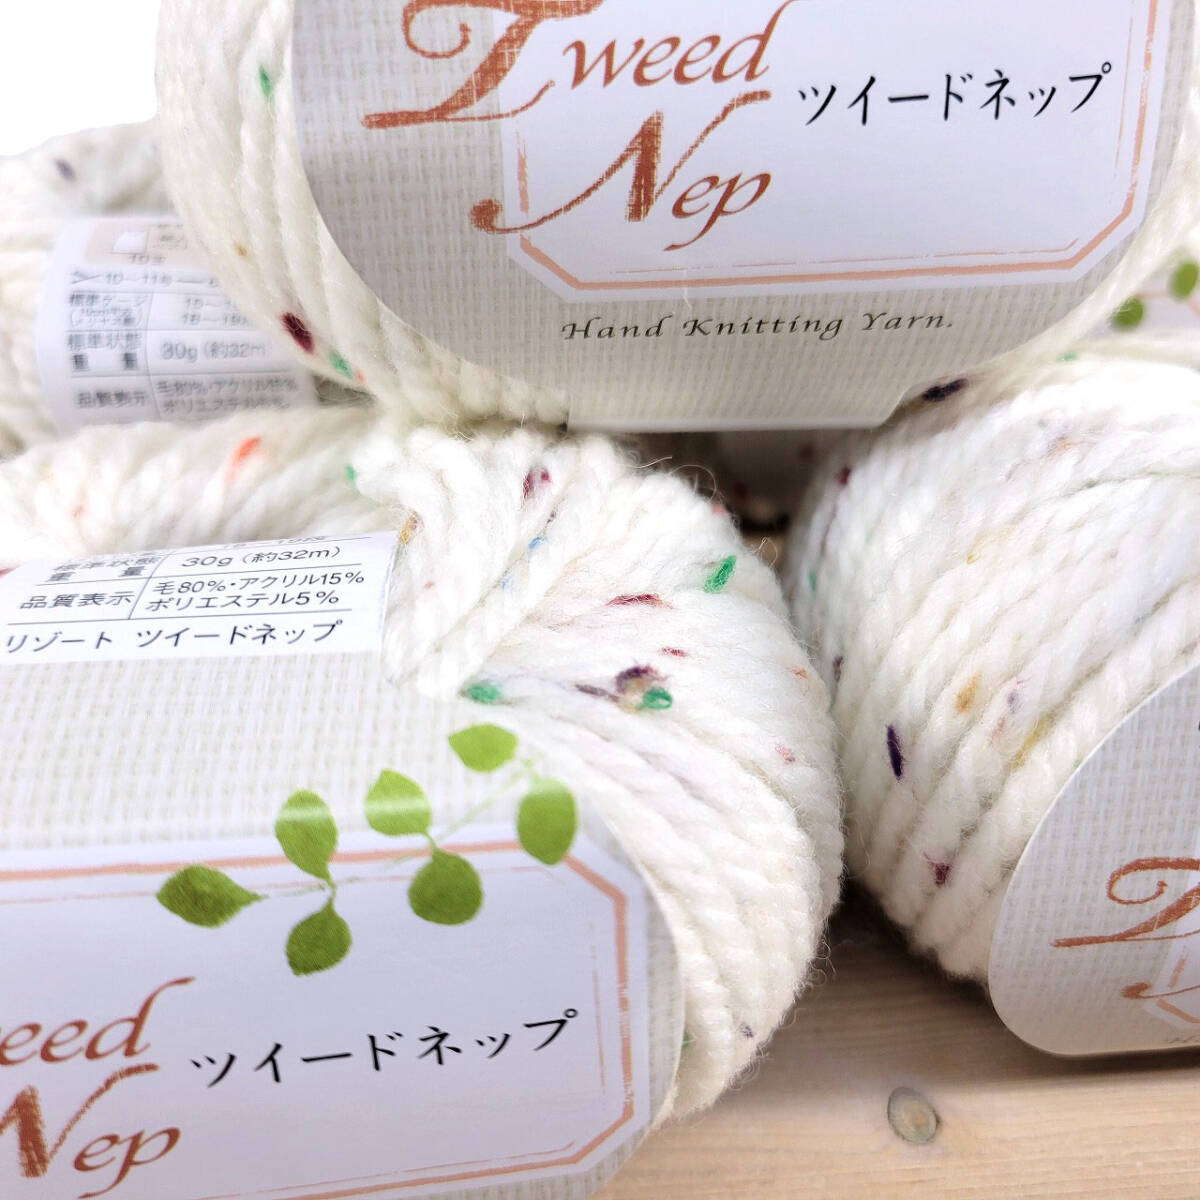 Tweed
Nep
ツイードネップ
Hand Knitting Yarn.
10〜11号
標準ゲージ
標準状態
重量
30g (約32m)
品質表示
毛80%・アクリル15%
ポリエステル5%
標準状態
重量
30g (約32m)
品質表示
毛80%・アクリル15%
ポリエステル5%
リゾート ツイードネップ
eed
Nep
ツイードネップ